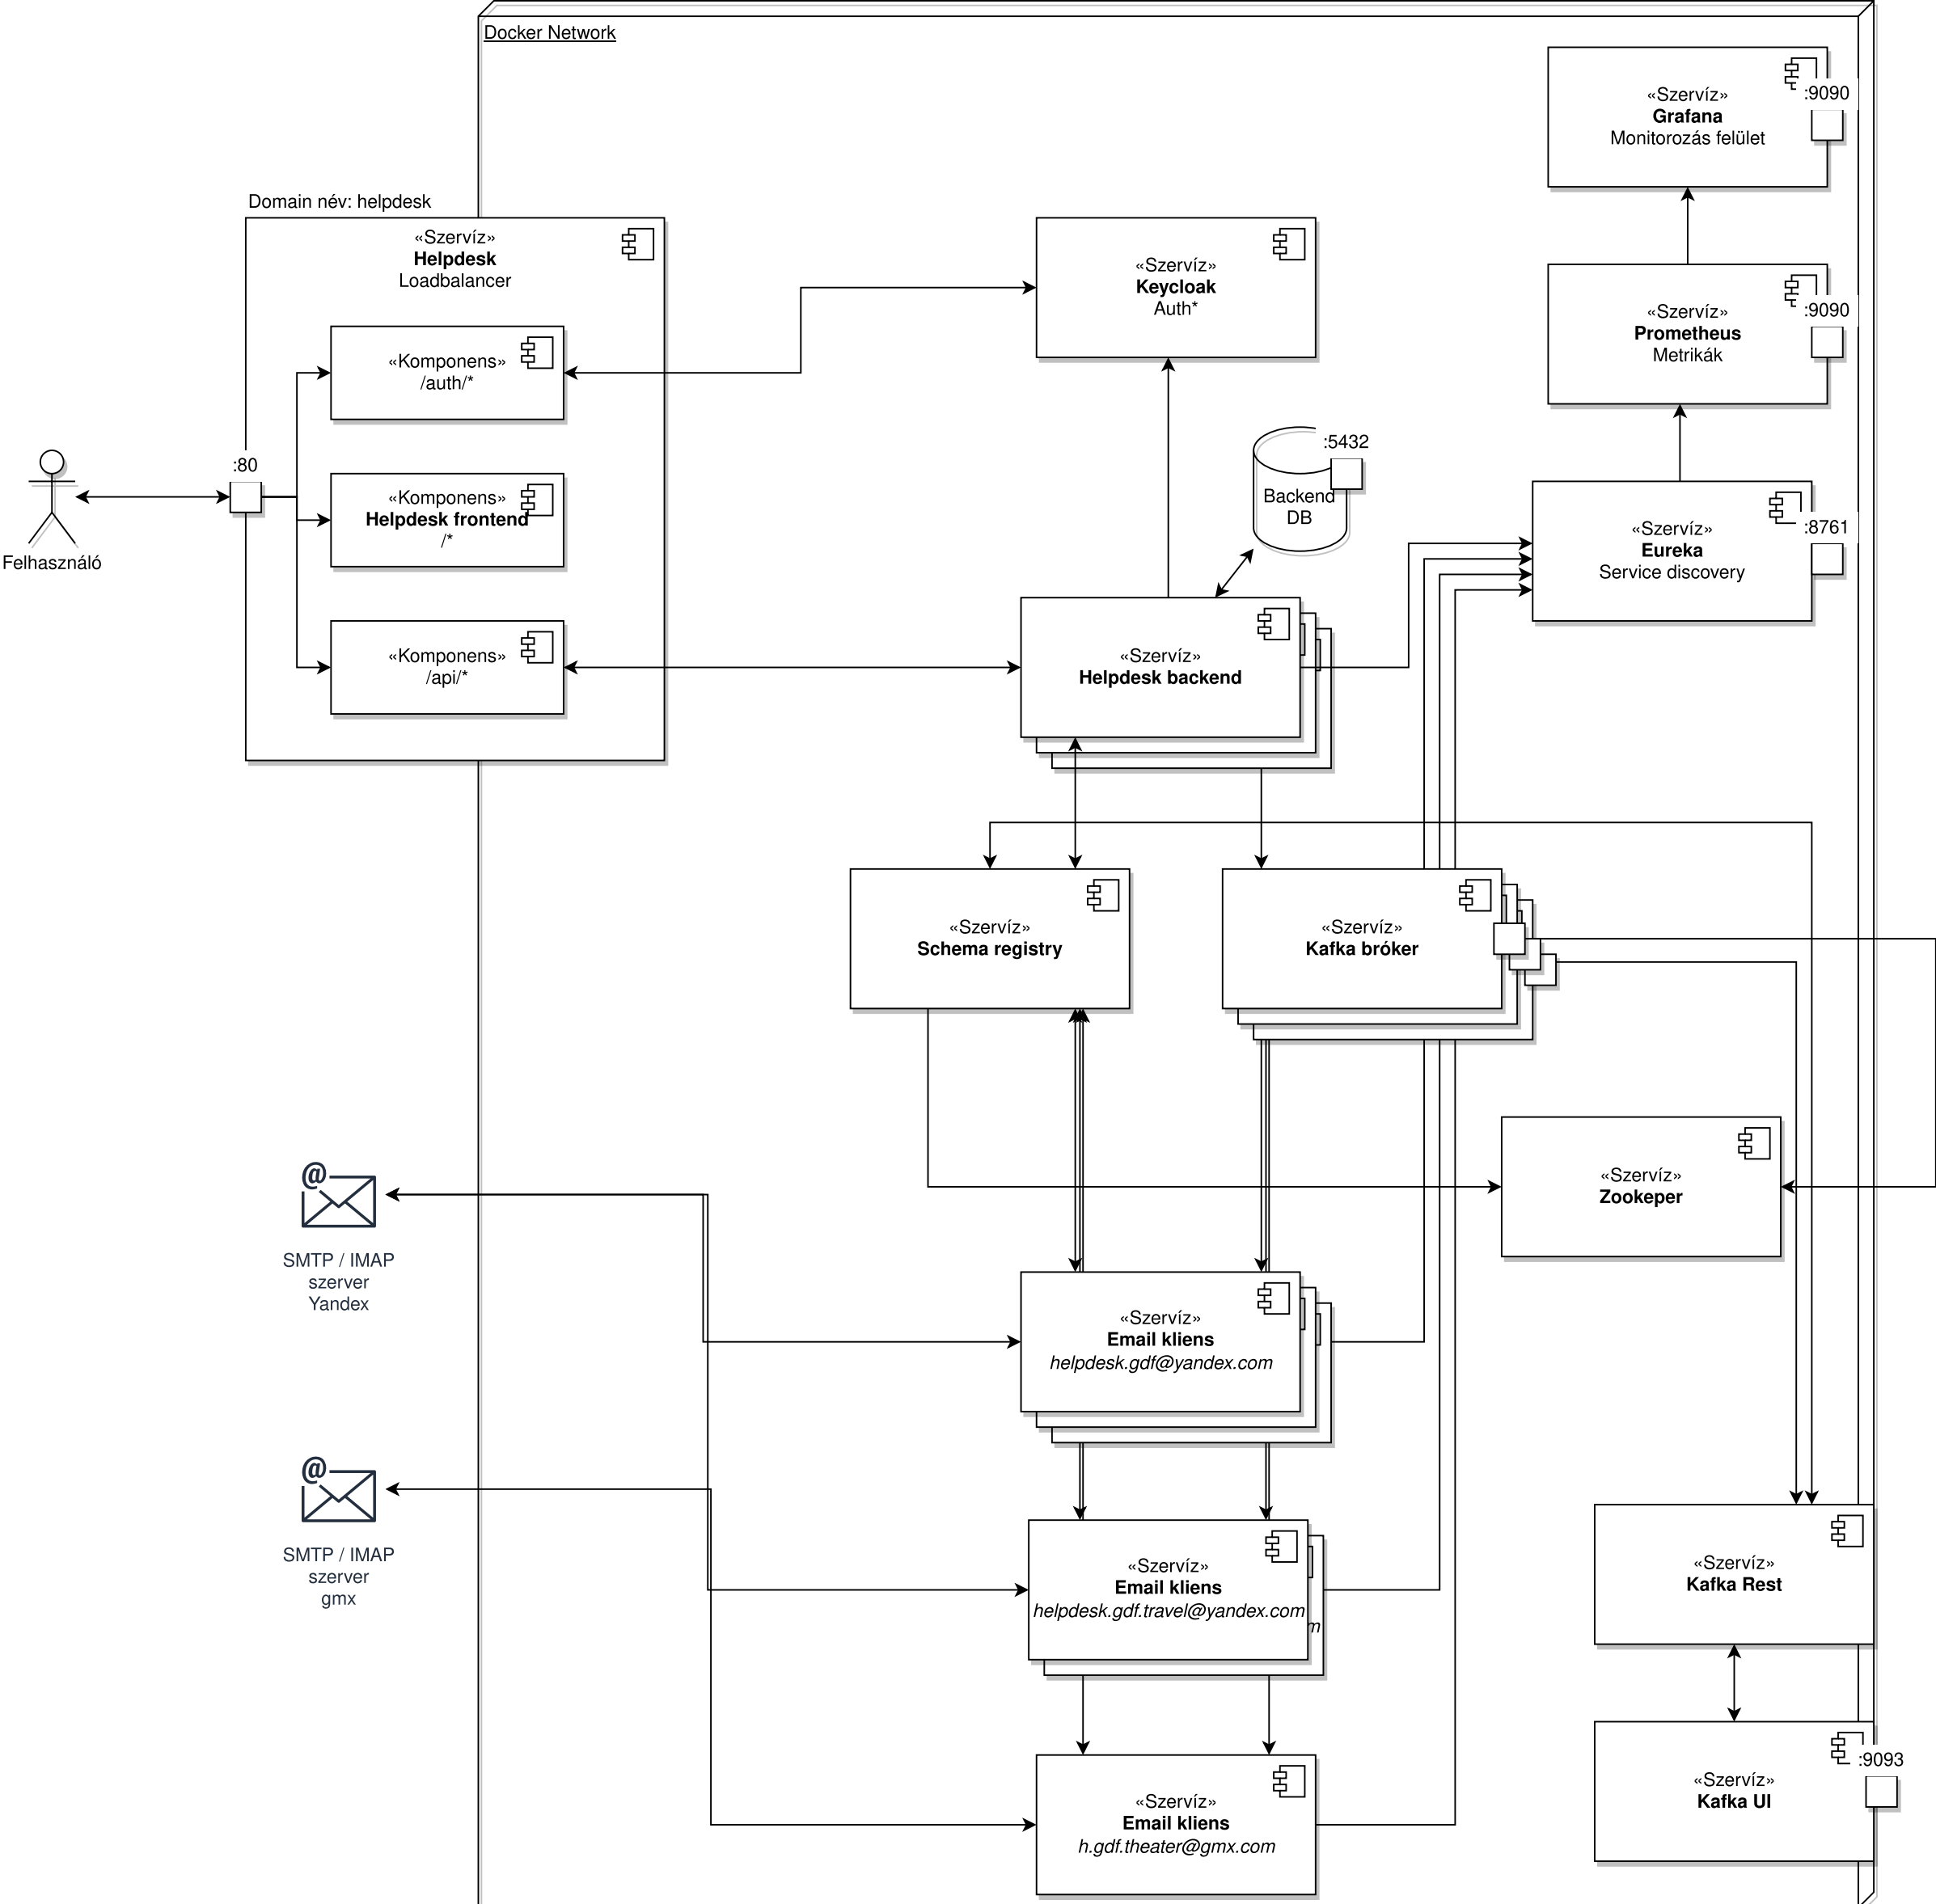 Docker Network
«Szervíz»
Grafana
Monitorozás felület
:9090
Domain név: helpdesk
«Szervíz»
Helpdesk
Loadbalancer
«Szervíz»
Keycloak
Auth*
«Szervíz»
Prometheus
Metrikák
:9090
«Komponens»
/auth/*
:80
Felhasználó
«Komponens»
Helpdesk frontend
/*
:5432
Backend
DB
«Szervíz»
Eureka
Service discovery
:8761
«Komponens»
/api/*
«Szervíz»
Helpdesk backend
«Szervíz»
Schema registry
«Szervíz»
Kafka bróker
«Szervíz»
Zookeper
SMTP / IMAP
szerver
Yandex
«Szervíz»
Email kliens
helpdesk.gdf@yandex.com
SMTP / IMAP
szerver
gmx
«Szervíz»
Email kliens
helpdesk.gdf.travel@yandex.com
m
«Szervíz»
Kafka Rest
«Szervíz»
Email kliens
h.gdf.theater@gmx.com
«Szervíz»
Kafka UI
:9093